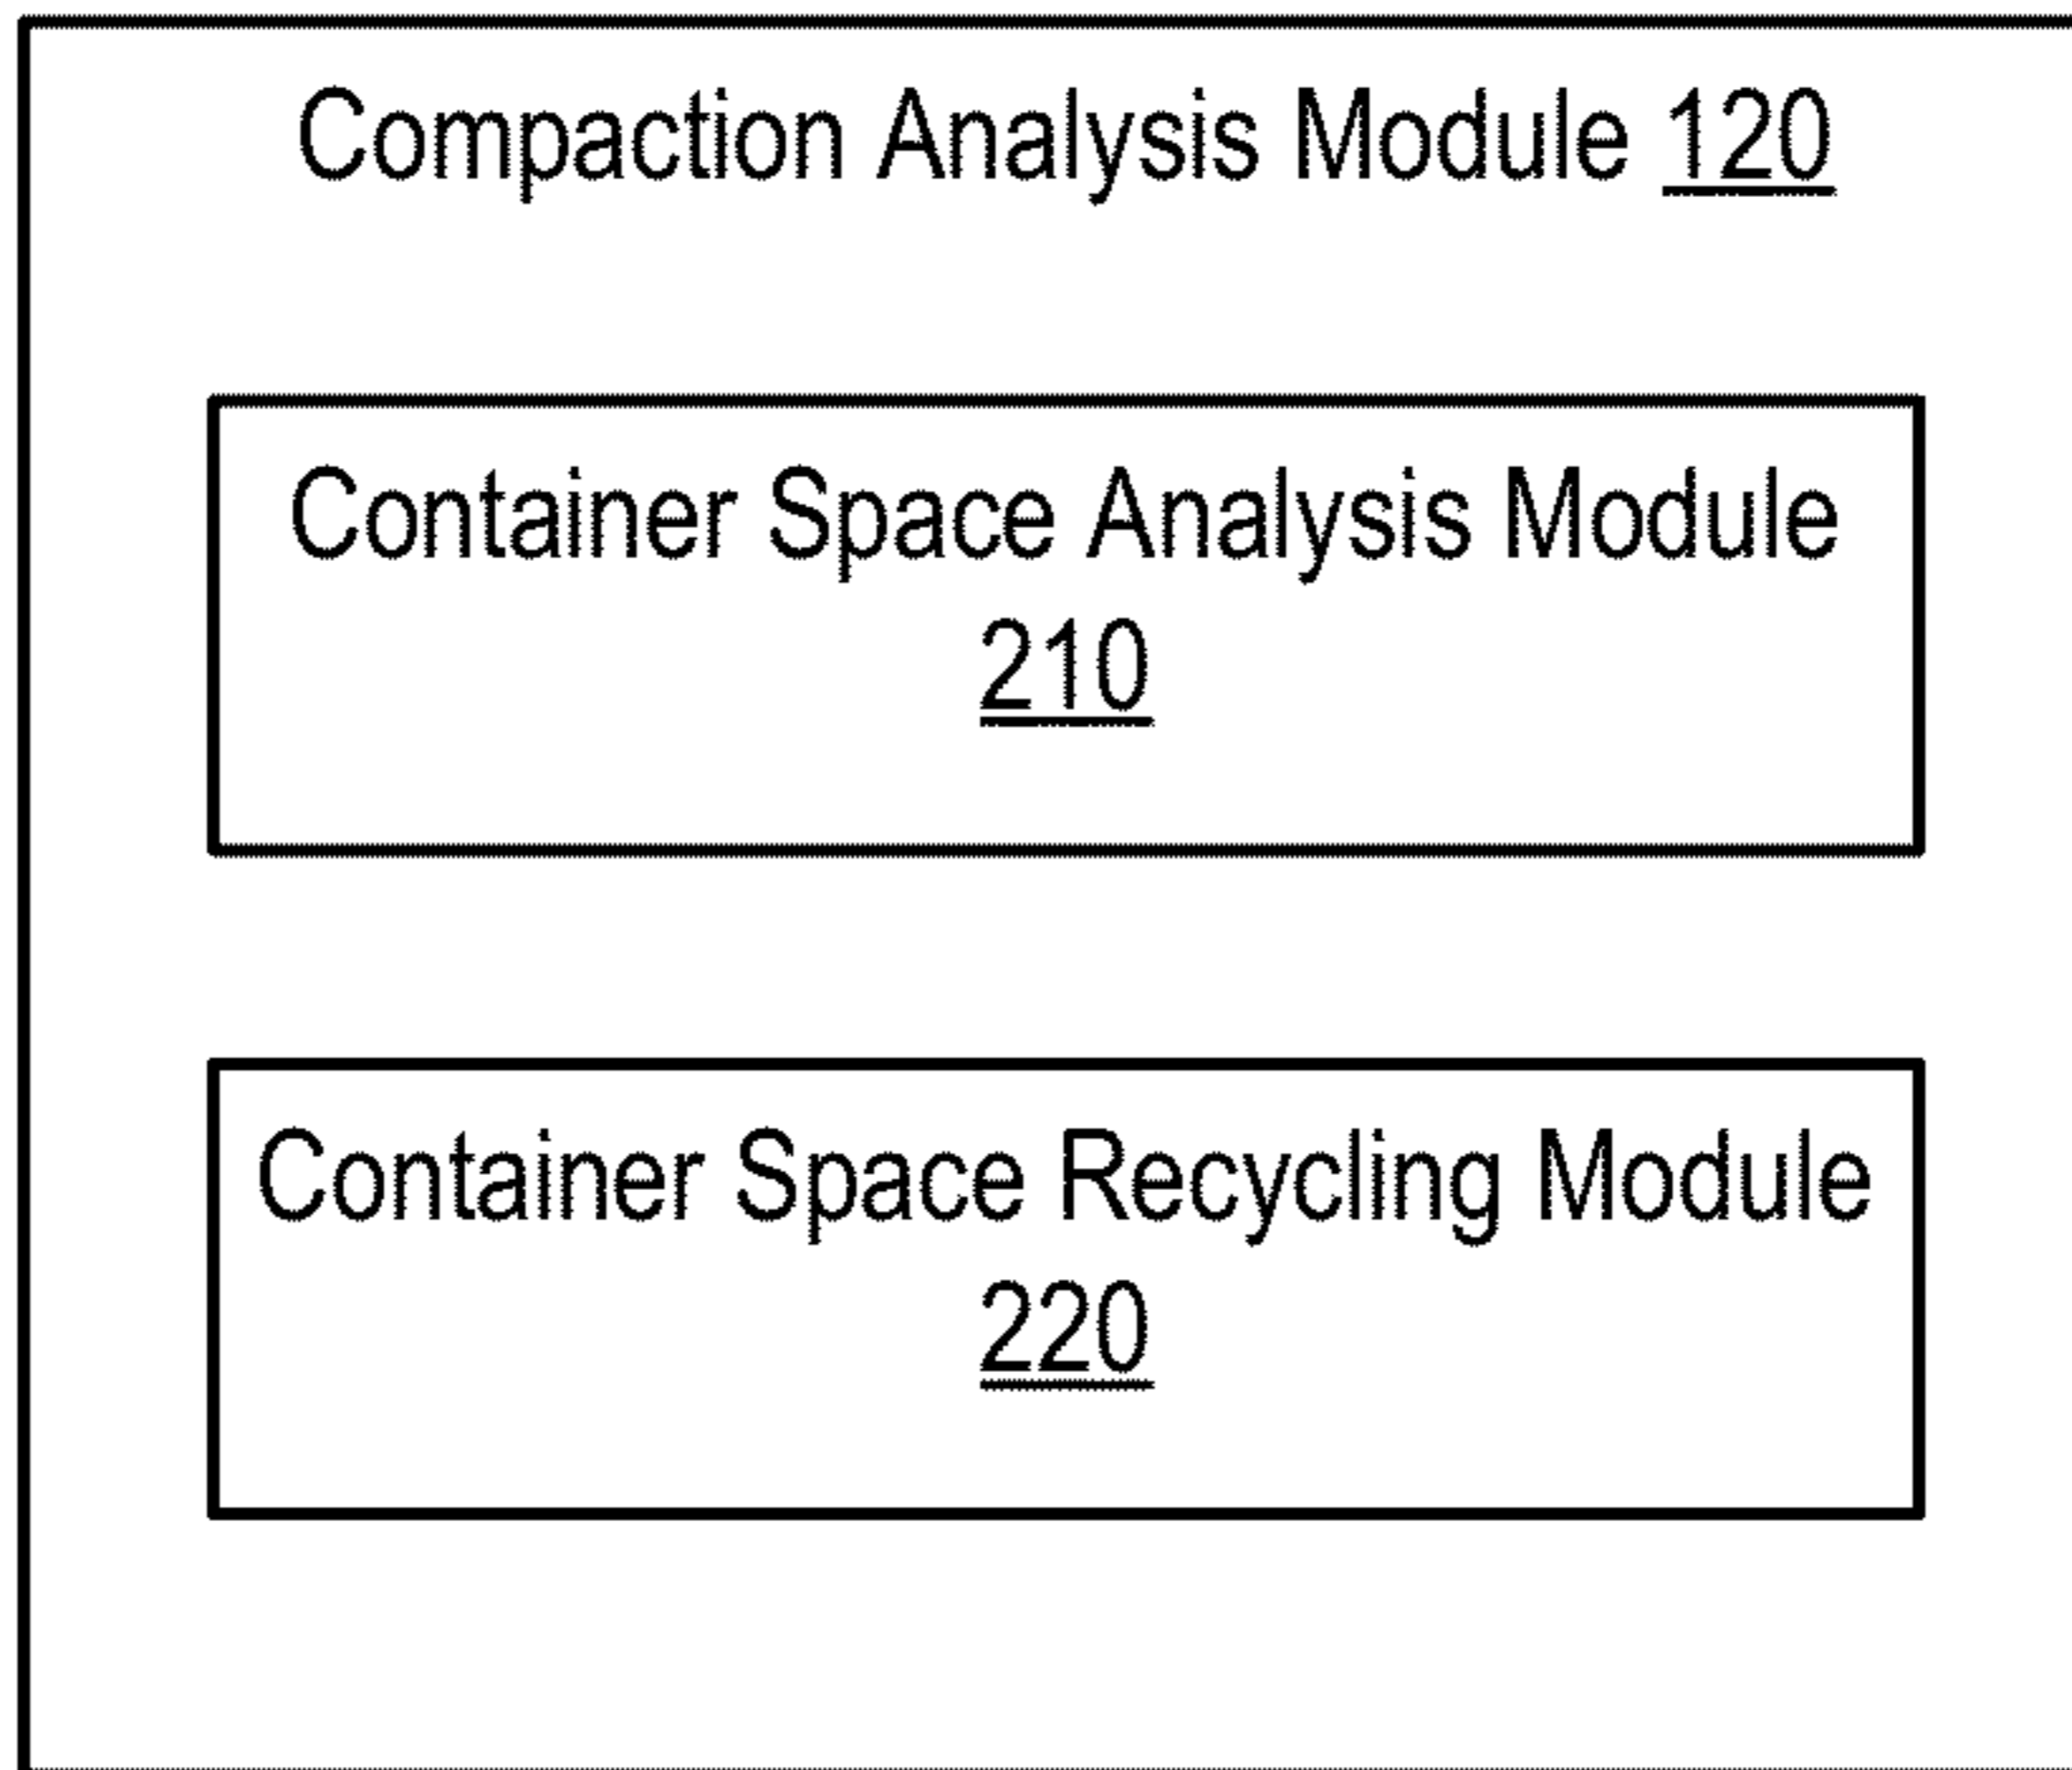 Compaction Analysis Module 120
Container Space Analysis Module
210
Container Space Recycling Module
220